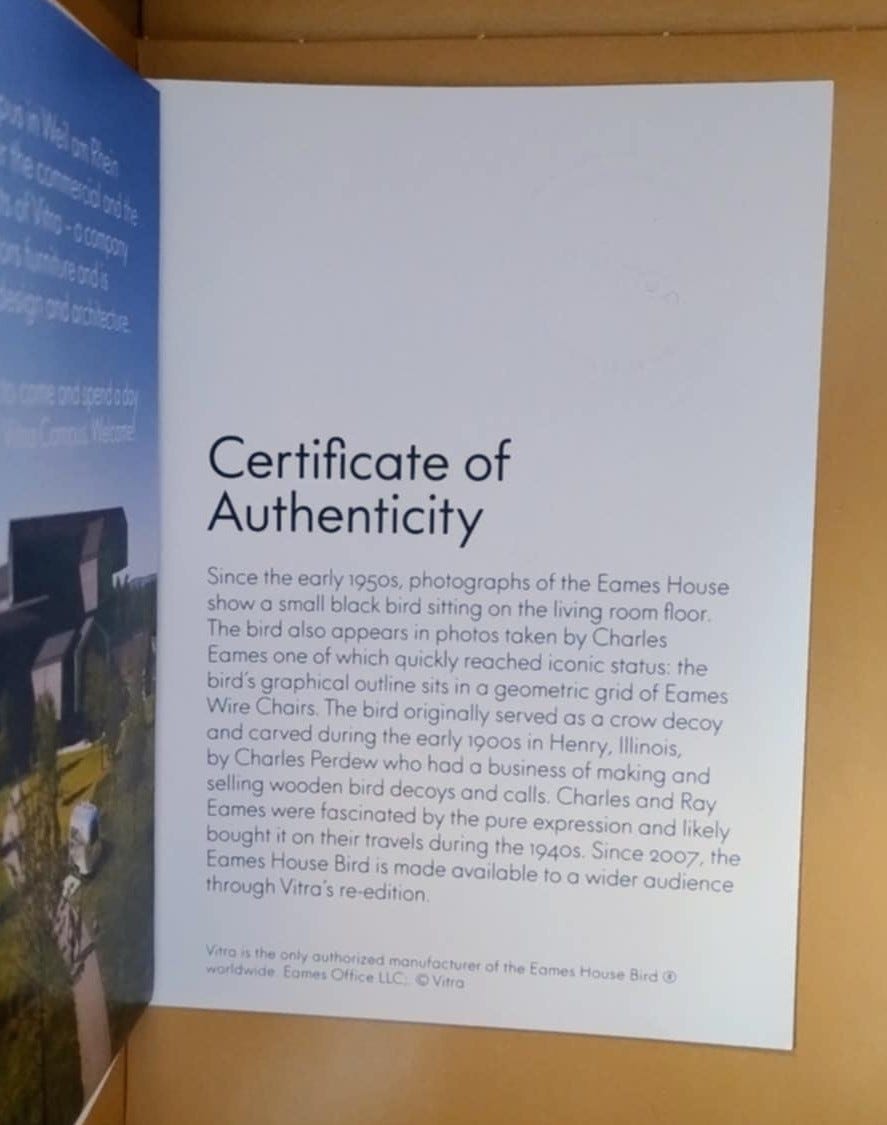 in Weil am Rhein
the commercial and the
of Vitra – a company
furniture and is
design and architecture.
come and spend a day
Vitra Campus. Welcome!
Certificate of
Authenticity
Since the early 1950s, photographs of the Eames House
show a small black bird sitting on the living room floor.
The bird also appears in photos taken by Charles
Eames one of which quickly reached iconic status: the
bird's graphical outline sits in a geometric grid of Eames
Wire Chairs. The bird originally served as a crow decoy
and carved during the early 1900s in Henry, Illinois,
by Charles Perdew who had a business of making and
selling wooden bird decoys and calls. Charles and Ray
Eames were fascinated by the pure expression and likely
bought it on their travels during the 1940s. Since 2007, the
Eames House Bird is made available to a wider audience
through Vitra's re-edition.
Vitra is the only authorized manufacturer of the Eames House Bird ®
worldwide. Eames Office LLC; © Vitra